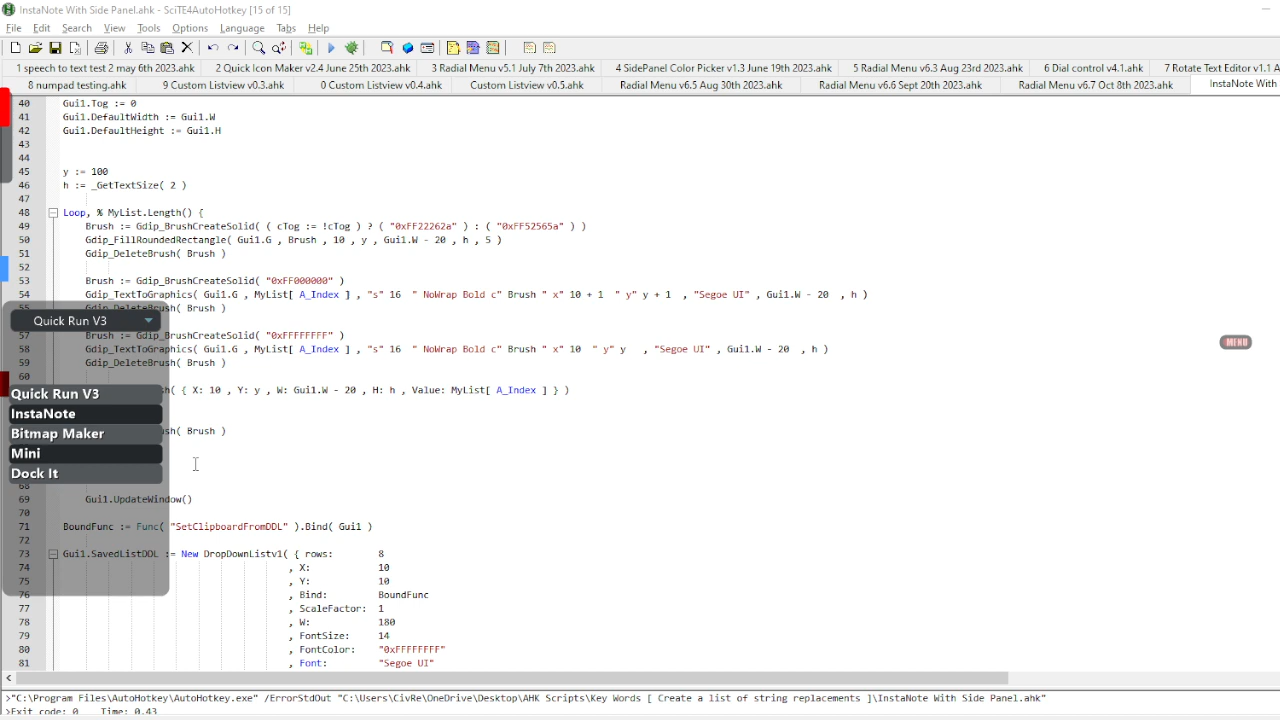 InstaNote With Side Panel.ahk - SciTE4AutoHotkey [15 of 15]
File Edit Search View Tools Options Language Tabs Help
1 speech to text test 2 may 6th 2023.ahk 2 Quick Icon Maker v2.4 June 25th 2023.ahk 3 Radial Menu v5.1 July 7th 2023.ahk 4 SidePanel Color Picker v1.3 June 19th 2023.ahk 5 Radial Menu v6.3 Aug 23rd 2023.ahk 6 Dial control v4.1.ahk 7 Rotate Text Editor v1.1 A
8 numpad testing.ahk 9 Custom Listview v0.3.ahk 0 Custom Listview v0.4.ahk Custom Listview v0.5.ahk Radial Menu v6.5 Aug 30th 2023.ahk Radial Menu v6.6 Sept 20th 2023.ahk Radial Menu v6.7 Oct 8th 2023.ahk InstaNote With
40 Gui1.Tog := 0
41 Gui1.DefaultWidth := Gui1.W
42 Gui1.DefaultHeight := Gui1.H
43
44
45 y := 100
46 h := _GetTextSize( 2 )
47
48 Loop, % MyList.Length() {
49 Brush := Gdip_BrushCreateSolid( ( cTog := !cTog ) ? ( "0xFF22262a" ) : ( "0xFF52565a" ) )
50 Gdip_FillRoundedRectangle( Gui1.G , Brush , 10 , y , Gui1.W - 20 , h , 5 )
51 Gdip_DeleteBrush( Brush )
52
53 Brush := Gdip_BrushCreateSolid( "0xFF000000" )
54 Gdip_TextToGraphics( Gui1.G , MyList[ A_Index ] , "s" 16 " NoWrap Bold c" Brush " x" 10 + 1 " y" y + 1 , "Segoe UI" , Gui1.W - 20 , h )
Gdip_DeleteBrush( Brush )
Quick Run V3
MENU
57 Brush := Gdip_BrushCreateSolid( "0xFFFFFFFF" )
58 Gdip_TextToGraphics( Gui1.G , MyList[ A_Index ] , "s" 16 " NoWrap Bold c" Brush " x" 10 " y" y , "Segoe UI" , Gui1.W - 20 , h )
59 Gdip_DeleteBrush( Brush )
60
sh( { X: 10 , Y: y , W: Gui1.W - 20 , H: h , Value: MyList[ A_Index ] } )
Quick Run V3
InstaNote
Bitmap Maker
sh( Brush )
Mini
Dock It
68
69 Gui1.UpdateWindow()
70
71 BoundFunc := Func( "SetClipboardFromDDL" ).Bind( Gui1 )
72
73 Gui1.SavedListDDL := New DropDownListv1( { rows: 8
74 , X: 10
75 , Y: 10
76 , Bind: BoundFunc
77 , ScaleFactor: 1
78 , W: 180
79 , FontSize: 14
80 , FontColor: "0xFFFFFFFF"
81 , Font: "Segoe UI"
>"C:\Program Files\AutoHotkey\AutoHotkey.exe" /ErrorStdOut "C:\Users\CivRe\OneDrive\Desktop\AHK Scripts\Key Words [ Create a list of string replacements ]\InstaNote With Side Panel.ahk"
>Exit code: 0 Time: 0.43